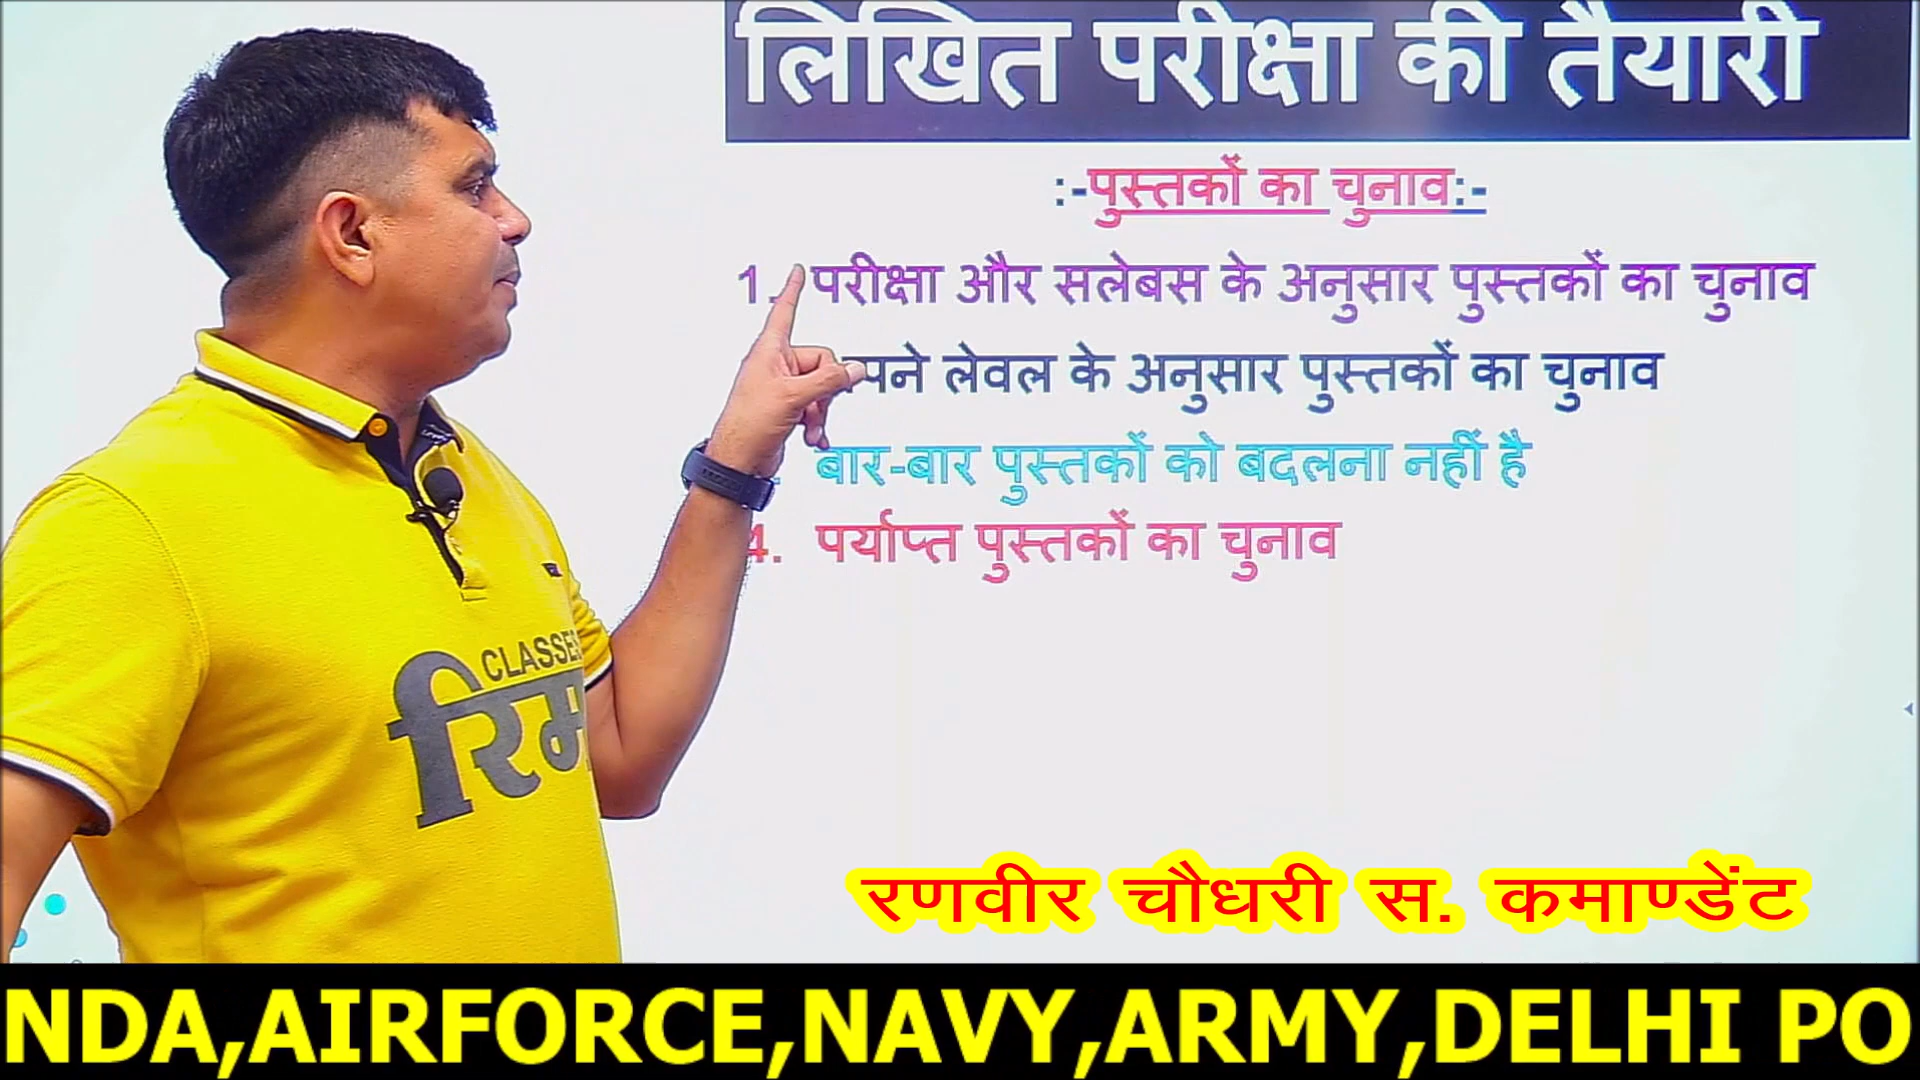 लिखित परीक्षा की तैयारी
:-पुस्तकों का चुनाव:-
1. परीक्षा और सलेबस के अनुसार पुस्तकों का चुनाव
लेवल के अनुसार पुस्तकों का चुनाव
बार-बार पुस्तकों को बदलना नहीं है
4. पर्याप्त पुस्तकों का चुनाव
CLASSES
रणवीर चौधरी स. कमाण्डेंट
NDA,AIRFORCE,NAVY,ARMY,DELHI PO